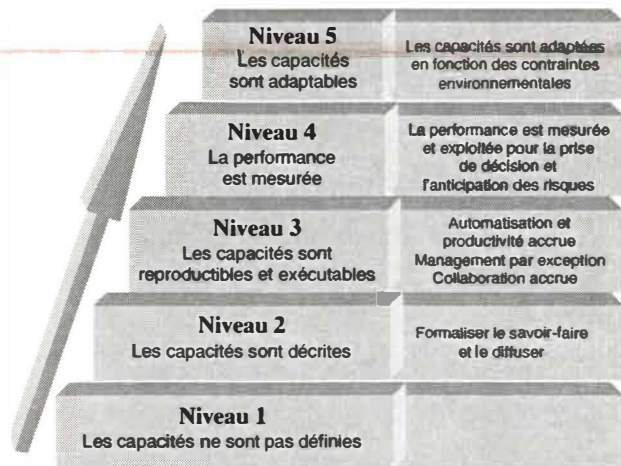 Niveau 5
Les capacités
sont adaptables
Les capacités sont adaptées
en fonction des contraintes
environnementales
Niveau 4
La performance
est mesurée
La performance est mesurée
et exploitée pour la prise
de décision et
l'anticipation des risques
Niveau 3
Les capacités sont
reproductibles et exécutables
Automatisation et
productivité accrue
Management par exception
Collaboration accrue
Niveau 2
Les capacités sont décrites
Formaliser le savoir-faire
et le diffuser
Niveau 1
Les capacités ne sont pas définies